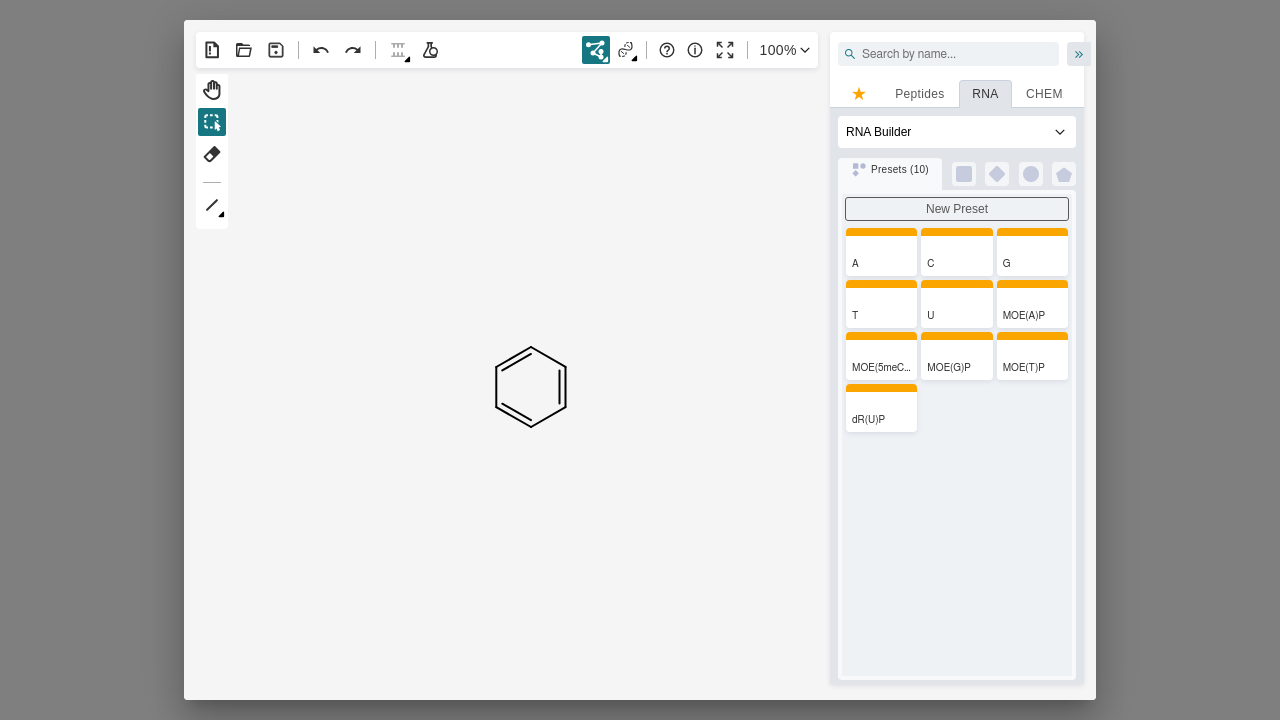 100%
Search by name...
Peptides RNA CHEM
RNA Builder
Presets (10)
New Preset
A C G
T U MOE(A)P
MOE(5meC... MOE(G)P MOE(T)P
dR(U)P